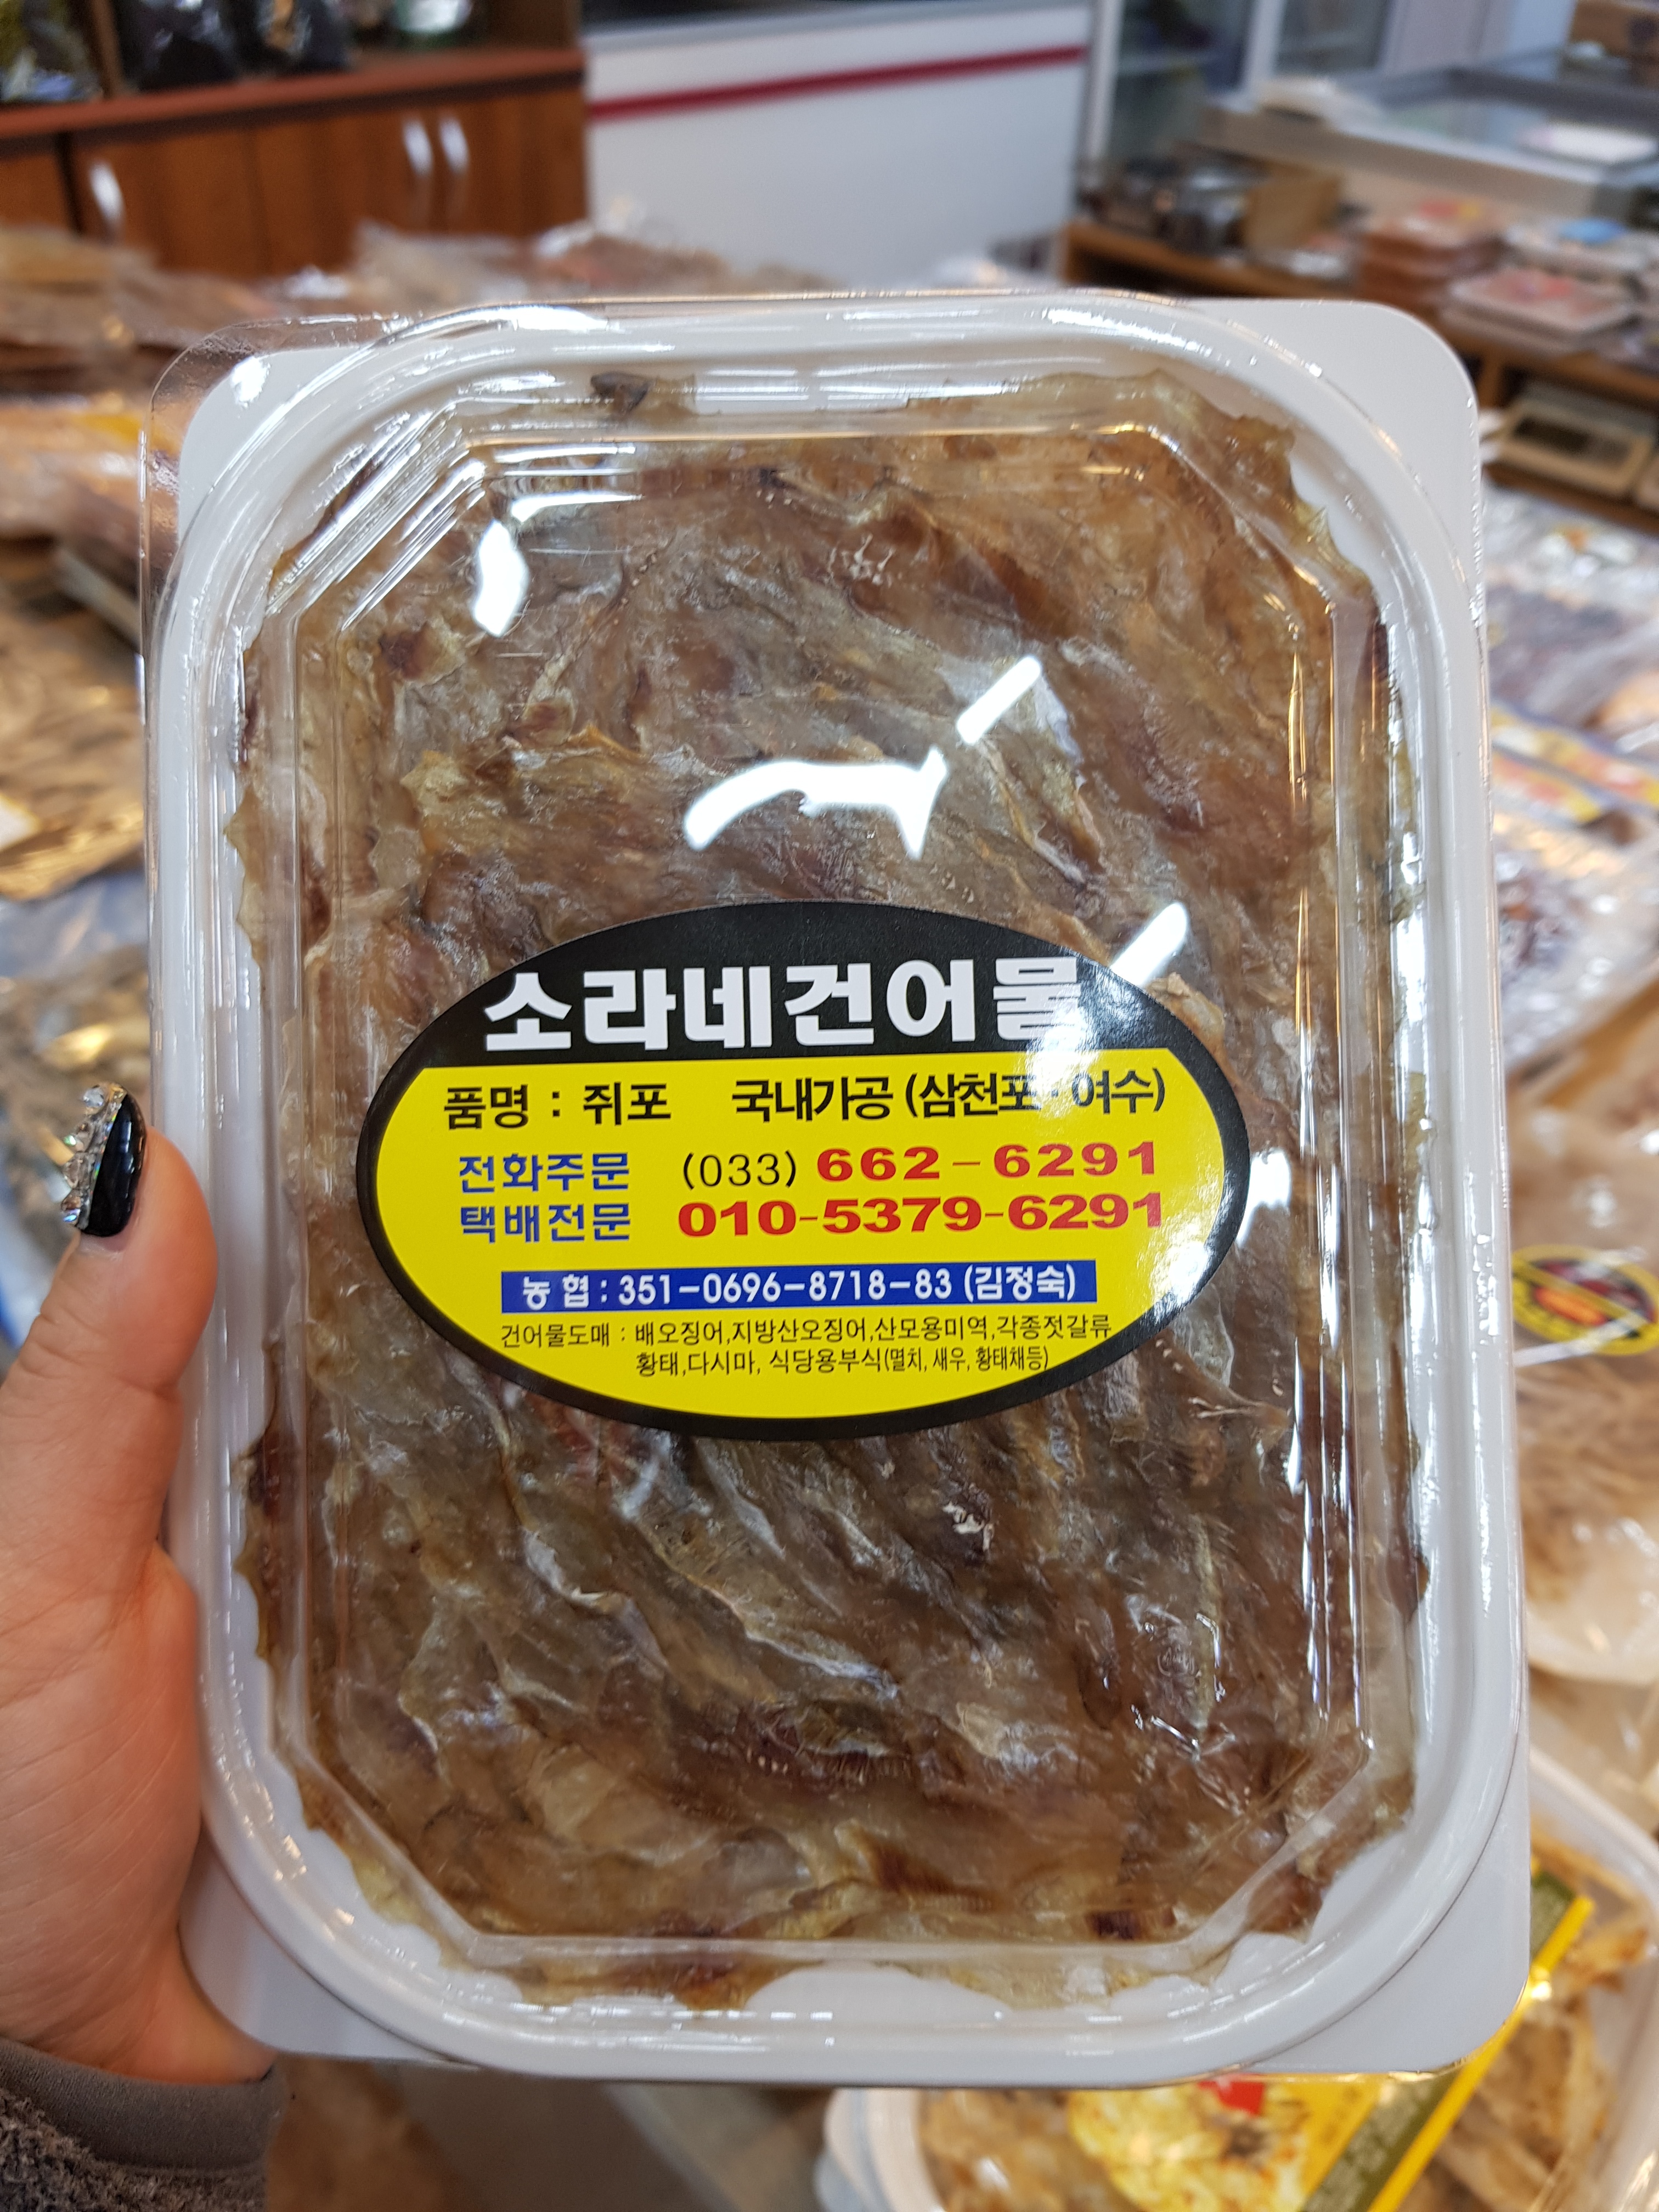 소라네건어물
품명 : 쥐포 국내가공 (삼천포·여수)
전화주문 (033) 662-6291
택배전문 010-5379-6291
농협 : 351-0696-8718-83 (김정숙)
건어물도매 : 배오징어,지방산오징어,산모용미역,각종젓갈류
황태,다시마, 식당용부식(멸치, 새우, 황태채등)